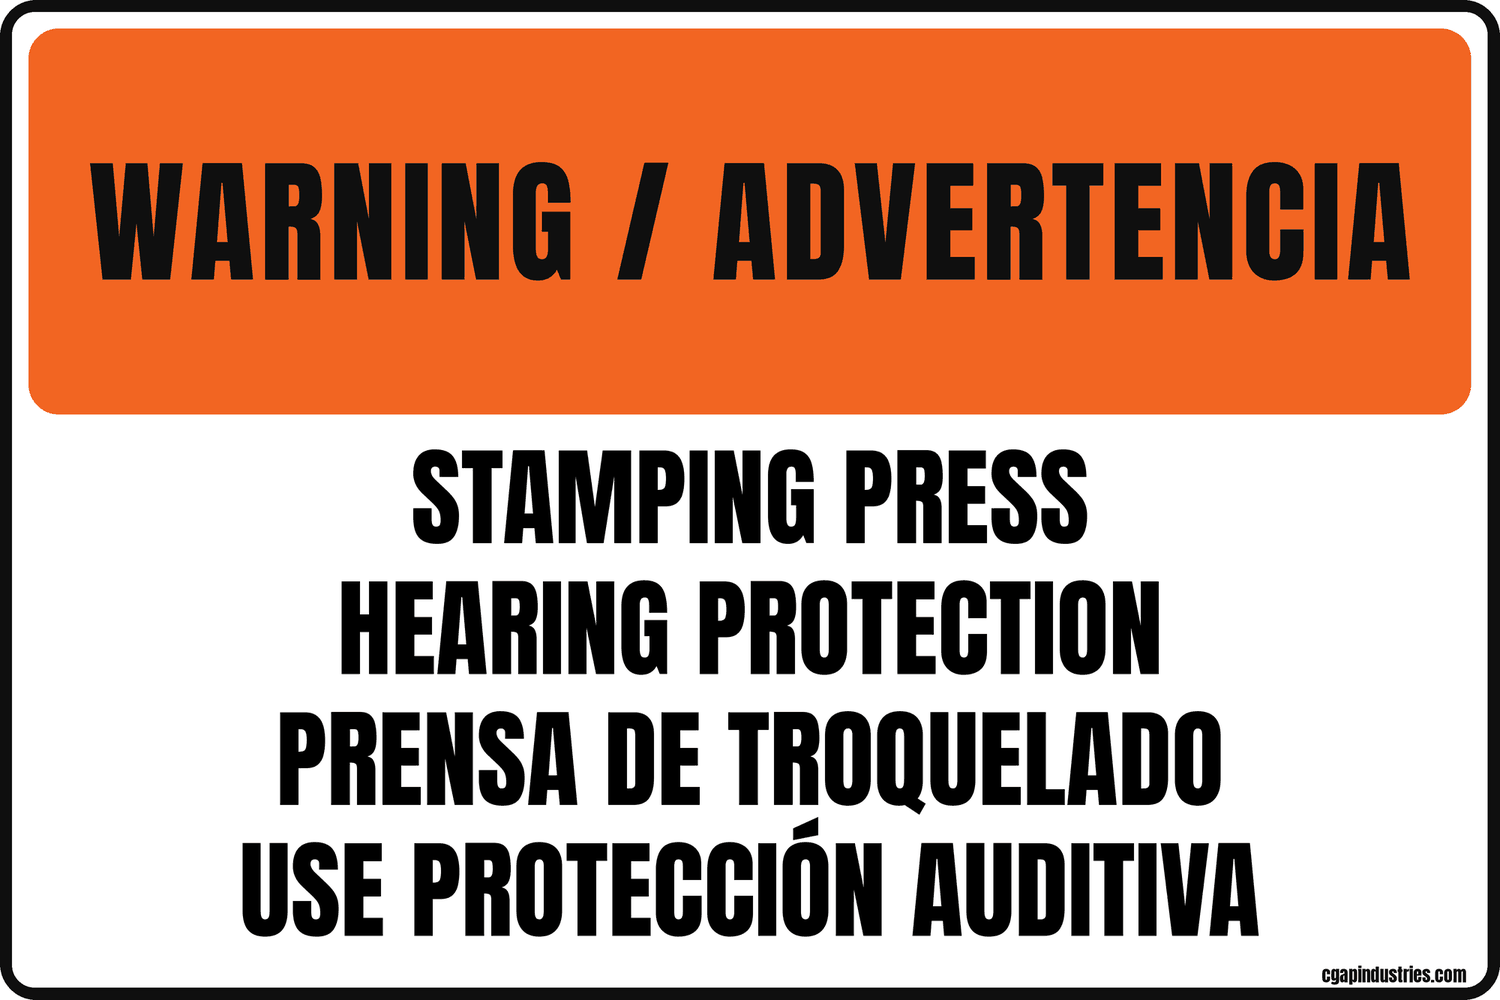 WARNING / ADVERTENCIA
STAMPING PRESS
HEARING PROTECTION
PRENSA DE TROQUELADO
USE PROTECCIÓN AUDITIVA
cgapindustries.com